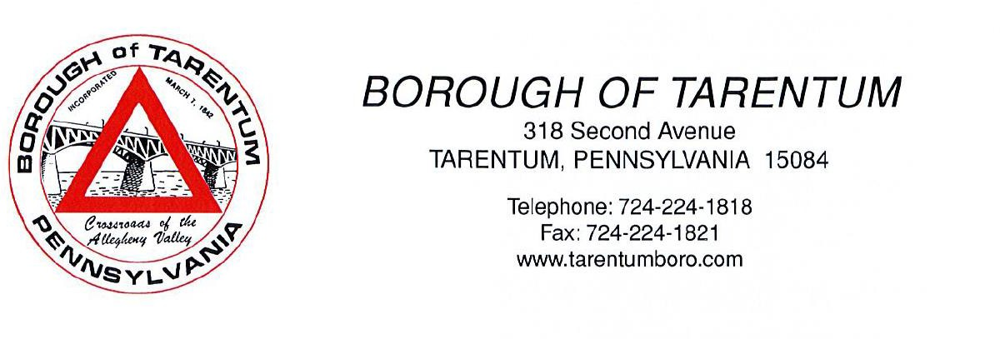 BOROUGH of TARENTUM
INCORPORATED MARCH 7, 1842
Crossroads of the
Allegheny Valley
PENNSYLVANIA
BOROUGH OF TARENTUM
318 Second Avenue
TARENTUM, PENNSYLVANIA 15084
Telephone: 724-224-1818
Fax: 724-224-1821
www.tarentumboro.com